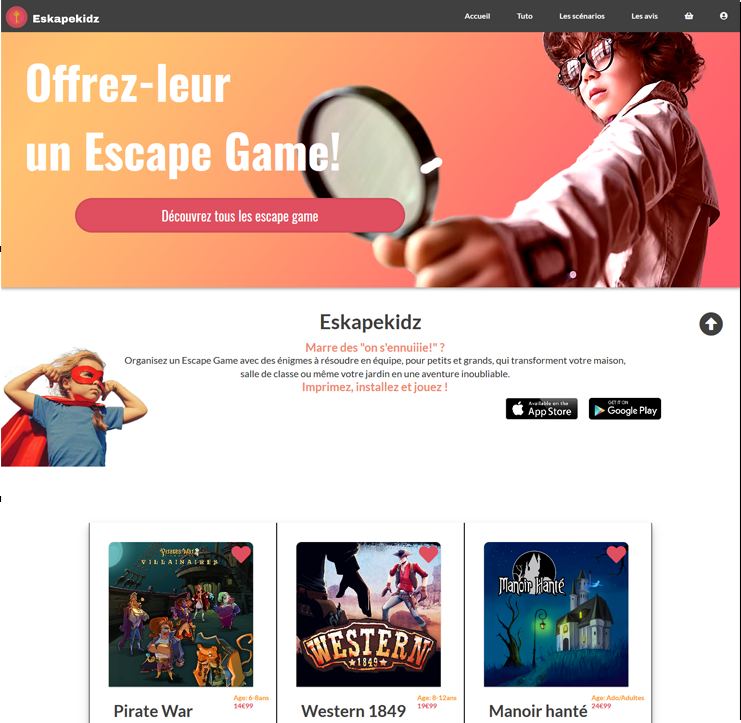 Eskapekidz
Accueil
Tuto
Les scénarios
Les avis
Offrez-leur
un Escape Game!
Découvrez tous les escape game
Eskapekidz
Marre des "on s'ennuiiie!" ?
Organisez un Escape Game avec des énigmes à résoudre en équipe, pour petits et grands, qui transforment votre maison,
salle de classe ou même votre jardin en une aventure inoubliable.
Imprimez, installez et jouez !
Available on the
App Store
GET IT ON
Google Play
Pirates War
VILLAINAIRES
WESTERN
1849
Manoir Hanté
Age: 6-8ans
14€99
Pirate War
Age: 8-12ans
19€99
Western 1849
Age: Ado/Adultes
24€99
Manoir hanté